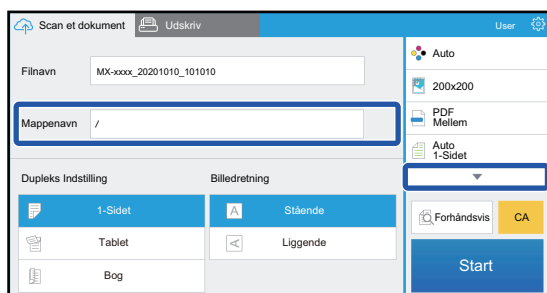 Scan et dokument
Udskriv
User
Filnavn
MX-xxxx_20201010_101010
Mappenavn
/
Dupleks Indstilling
Billedretning
1-Sidet
A
Stående
Tablet
A
Liggende
Bog
Auto
200x200
PDF
Mellem
Auto
1-Sidet
Forhåndsvis
CA
Start